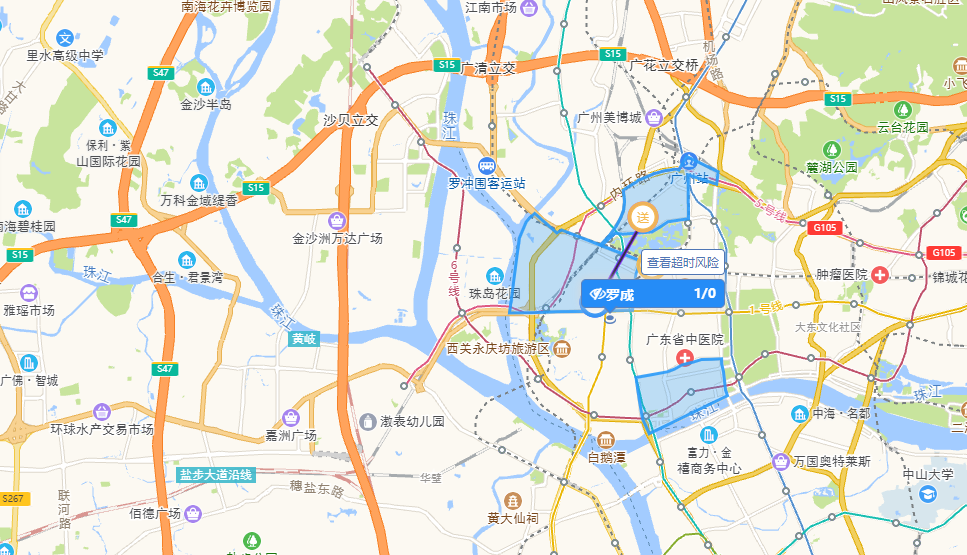 南海花卉博览园
江南市场
里水高级中学
S47
金沙半岛
S15
广清立交
S15
广花立交桥
机场路
S15
小飞
沙贝立交
珠江
广州美博城
云台花园
麓湖公园
保利·紫
山国际花园
罗冲围客运站
广州站
内环路
5号线
万科金域缇香
S15
南海碧桂园
S47
金沙洲万达广场
送
G105
G105
S15
珠江
合生·君景湾
6号线
珠岛花园
查看超时风险
肿瘤医院
锦城花
罗成
1/0
雅瑶市场
珠江
1号线
大东文化社区
黄岐
西关永庆坊旅游区
广东省中医院
S47
广佛·智城
珠江
珠江
环球水产交易市场
嘉洲广场
激表幼儿园
中海·名都
白鹅潭
富力·金
禧商务中心
万国奥特莱斯
盐步大道沿线
华墅
穗盐东路
中山大学
S267
联河路
佰德广场
黄大仙祠